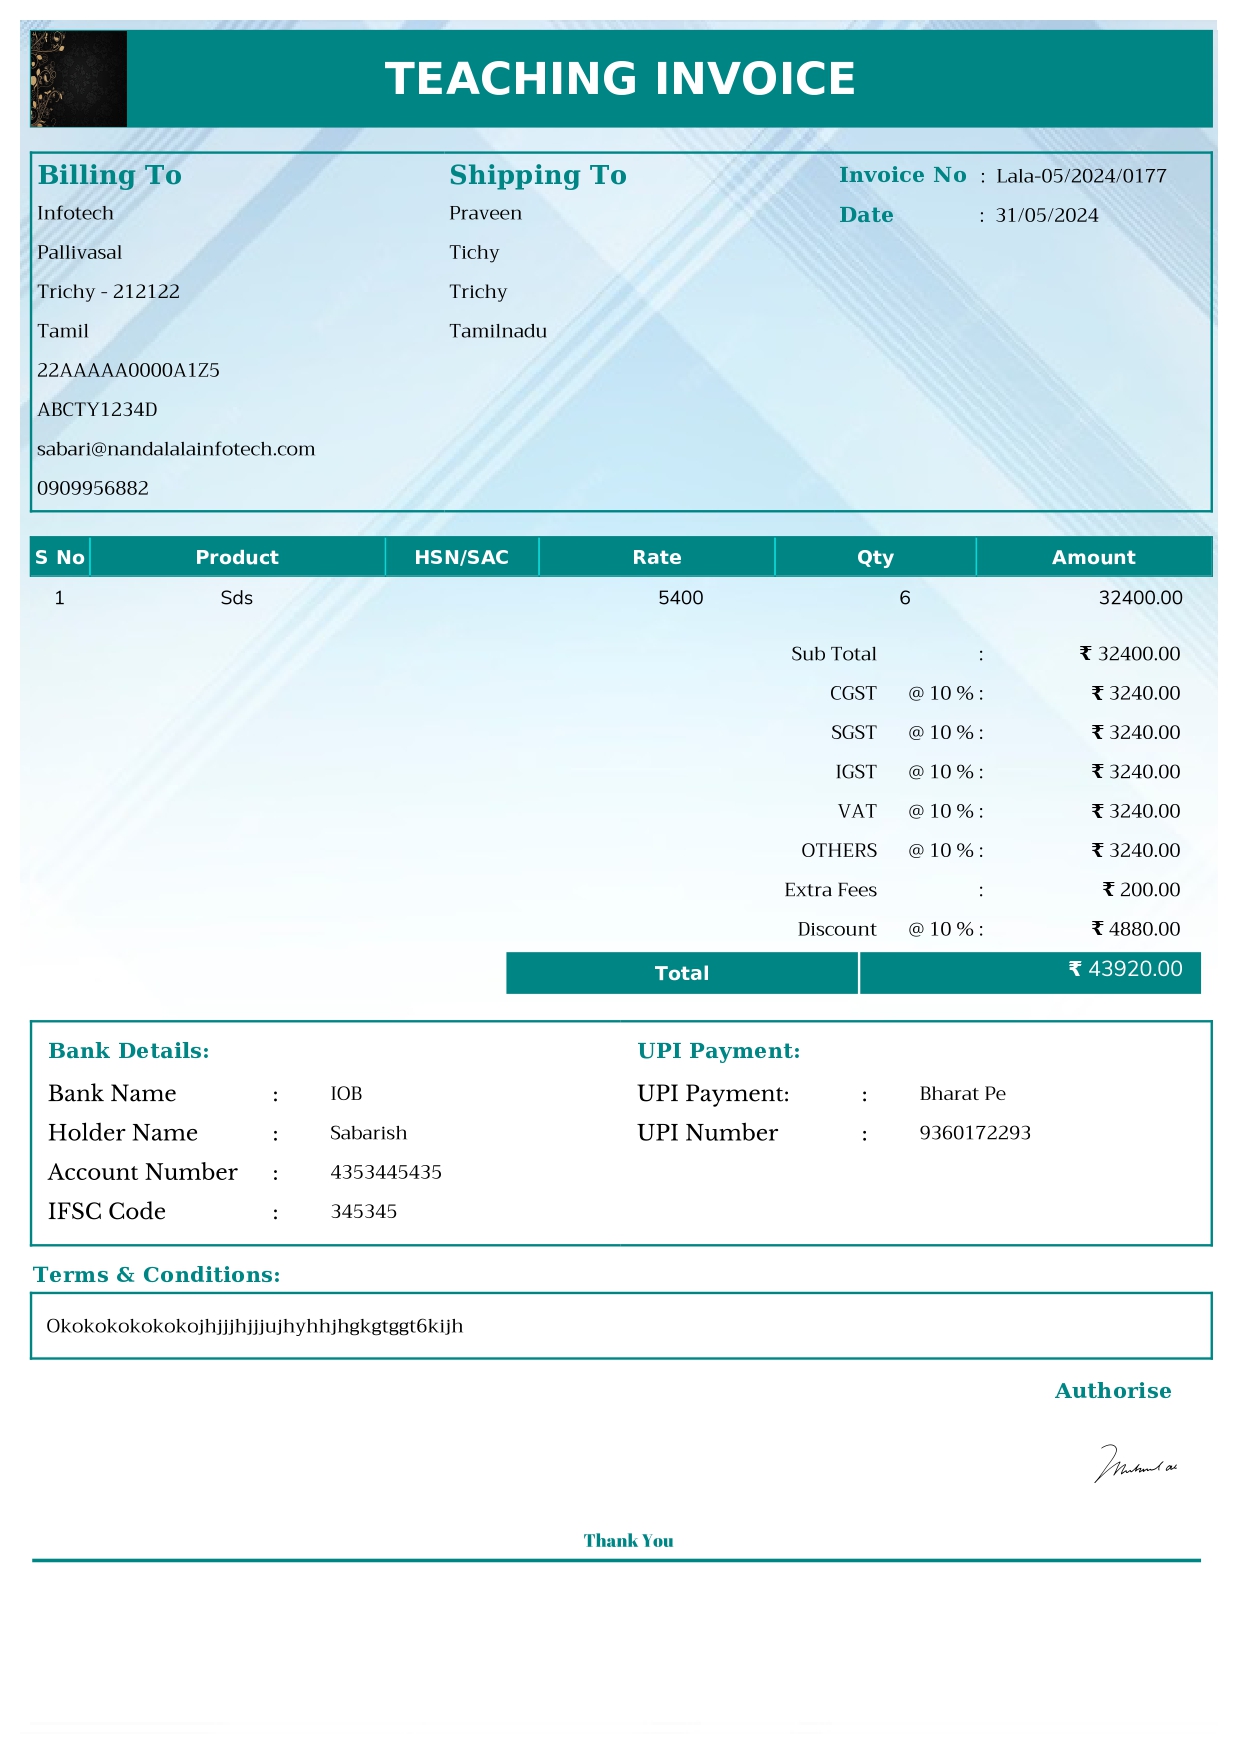 TEACHING INVOICE
Billing To
Infotech
Pallivasal
Trichy - 212122
Tamil
22AAAAA0000A1Z5
ABCTY1234D
sabari@nandalalainfotech.com
0909956882
Shipping To
Praveen
Tichy
Trichy
Tamilnadu
Invoice No : Lala-05/2024/0177
Date : 31/05/2024
S No Product HSN/SAC Rate Qty Amount
1 Sds 5400 6 32400.00
Sub Total : ₹ 32400.00
CGST @ 10 % : ₹ 3240.00
SGST @ 10 % : ₹ 3240.00
IGST @ 10 % : ₹ 3240.00
VAT @ 10 % : ₹ 3240.00
OTHERS @ 10 % : ₹ 3240.00
Extra Fees : ₹ 200.00
Discount @ 10 % : ₹ 4880.00
Total ₹ 43920.00
Bank Details:
Bank Name : IOB
Holder Name : Sabarish
Account Number : 4353445435
IFSC Code : 345345
UPI Payment:
UPI Payment: : Bharat Pe
UPI Number : 9360172293
Terms & Conditions:
Okokokokokokojhjjjhjjjujhyhhjhgkgtggt6kijh
Authorise
Thank You